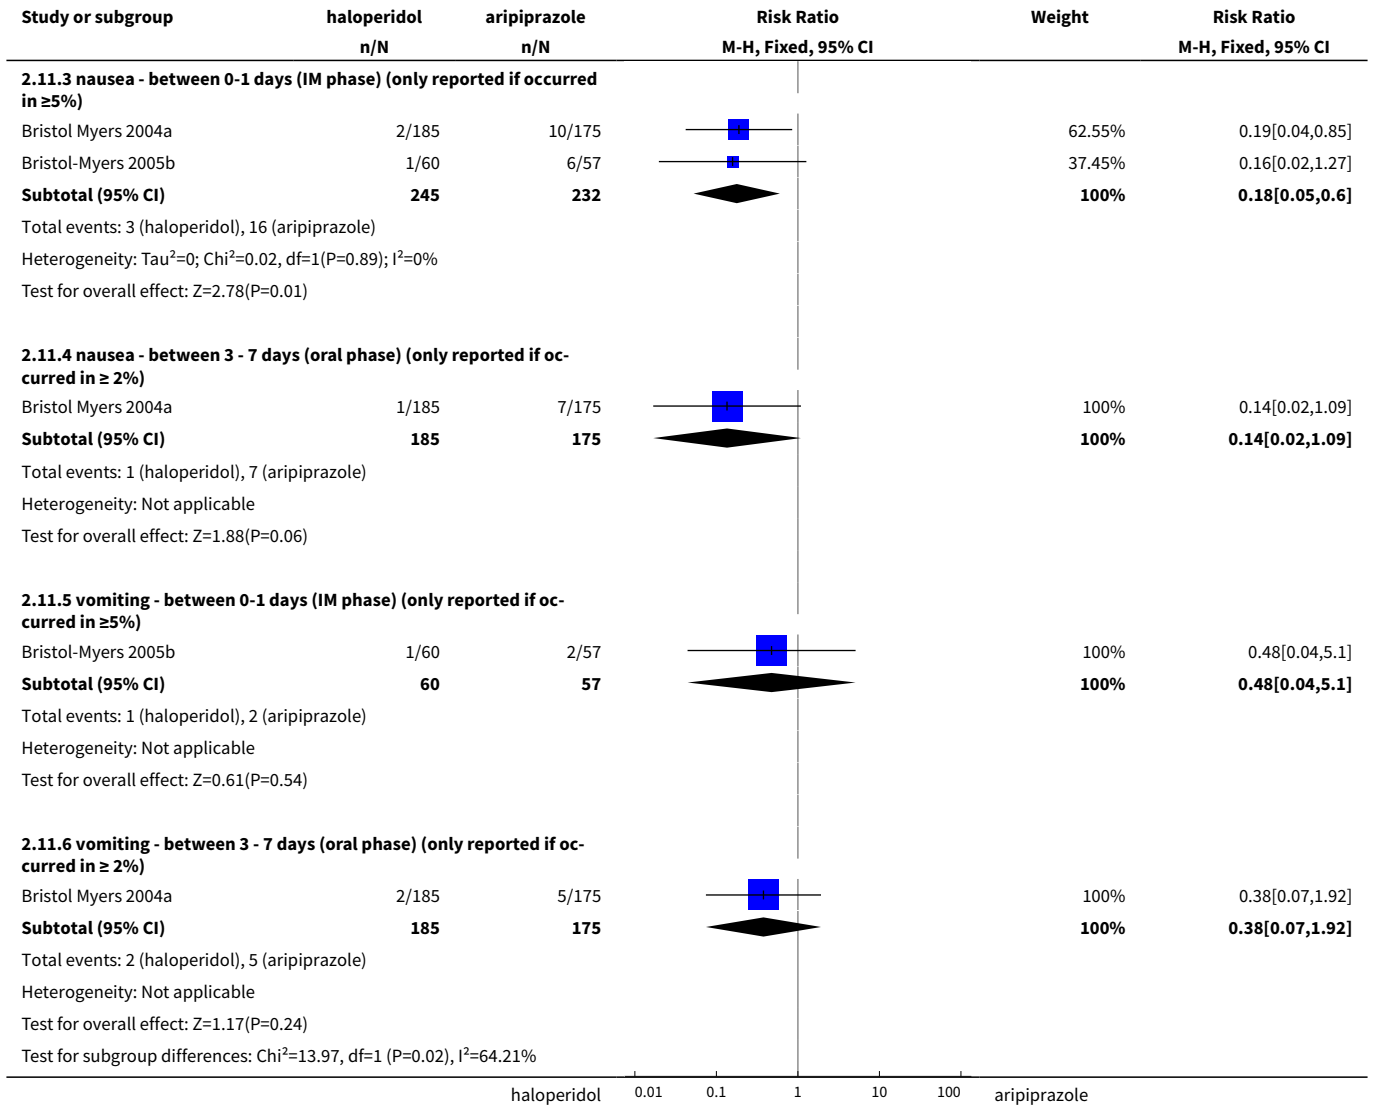 Study or subgroup haloperidol aripiprazole Risk Ratio Weight Risk Ratio
n/N n/N M-H, Fixed, 95% CI M-H, Fixed, 95% CI
2.11.3 nausea - between 0-1 days (IM phase) (only reported if occurred
in ≥5%)
Bristol Myers 2004a 2/185 10/175 62.55% 0.19[0.04,0.85]
Bristol-Myers 2005b 1/60 6/57 37.45% 0.16[0.02,1.27]
Subtotal (95% CI) 245 232 100% 0.18[0.05,0.6]
Total events: 3 (haloperidol), 16 (aripiprazole)
Heterogeneity: Tau²=0; Chi²=0.02, df=1(P=0.89); I²=0%
Test for overall effect: Z=2.78(P=0.01)
2.11.4 nausea - between 3 - 7 days (oral phase) (only reported if oc-
curred in ≥ 2%)
Bristol Myers 2004a 1/185 7/175 100% 0.14[0.02,1.09]
Subtotal (95% CI) 185 175 100% 0.14[0.02,1.09]
Total events: 1 (haloperidol), 7 (aripiprazole)
Heterogeneity: Not applicable
Test for overall effect: Z=1.88(P=0.06)
2.11.5 vomiting - between 0-1 days (IM phase) (only reported if oc-
curred in ≥5%)
Bristol-Myers 2005b 1/60 2/57 100% 0.48[0.04,5.1]
Subtotal (95% CI) 60 57 100% 0.48[0.04,5.1]
Total events: 1 (haloperidol), 2 (aripiprazole)
Heterogeneity: Not applicable
Test for overall effect: Z=0.61(P=0.54)
2.11.6 vomiting - between 3 - 7 days (oral phase) (only reported if oc-
curred in ≥ 2%)
Bristol Myers 2004a 2/185 5/175 100% 0.38[0.07,1.92]
Subtotal (95% CI) 185 175 100% 0.38[0.07,1.92]
Total events: 2 (haloperidol), 5 (aripiprazole)
Heterogeneity: Not applicable
Test for overall effect: Z=1.17(P=0.24)
Test for subgroup differences: Chi²=13.97, df=1 (P=0.02), I²=64.21%
haloperidol 0.01 0.1 1 10 100 aripiprazole